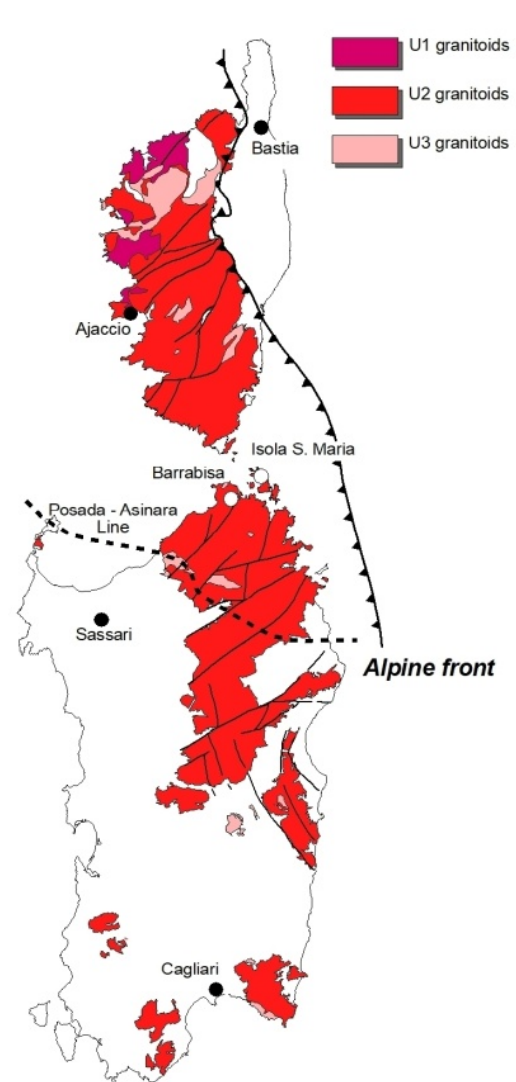 U1 granitoids
U2 granitoids
U3 granitoids
Bastia
Ajaccio
Isola S. Maria
Barrabisa
Posada - Asinara
Line
Sassari
Alpine front
Cagliari